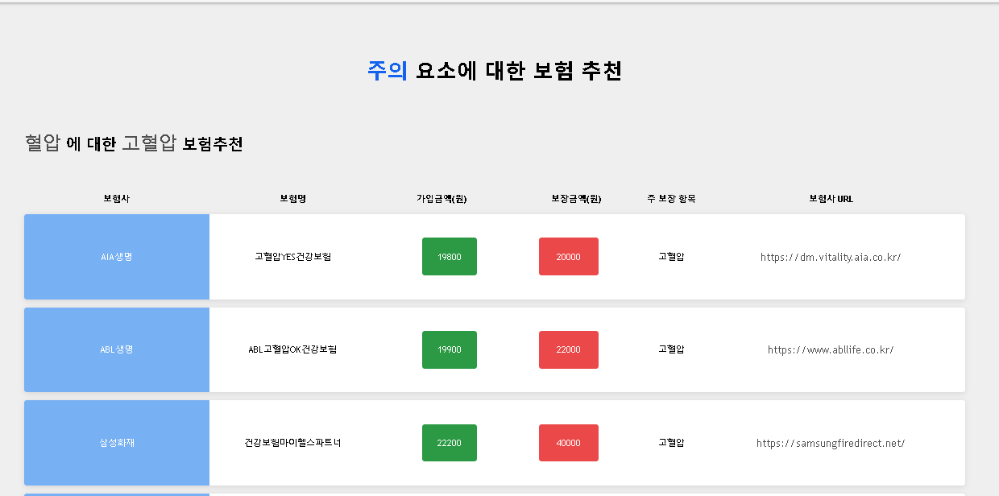 주의 요소에 대한 보험 추천
혈압 에 대한 고혈압 보험추천
보험사 보험명 가입금액(원) 보장금액(원) 주 보장 항목 보험사 URL
AIA생명 고혈압YES건강보험 19800 20000 고혈압 https://dm.vitality.aia.co.kr/
ABL생명 ABL고혈압OK건강보험 19900 22000 고혈압 https://www.abllife.co.kr/
삼성화재 건강보험마이헬스파트너 22200 40000 고혈압 https://samsungfiredirect.net/